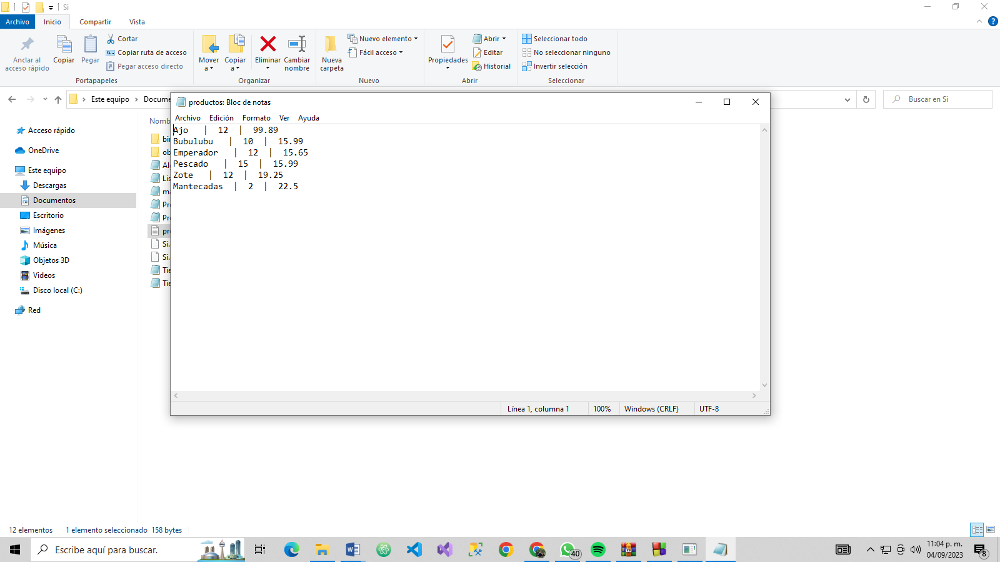 Si
Archivo Inicio Compartir Vista
Anclar al acceso rápido
Copiar
Pegar
Cortar
Copiar ruta de acceso
Pegar acceso directo
Portapapeles
Mover a
Copiar a
Eliminar
Cambiar nombre
Organizar
Nueva carpeta
Nuevo elemento
Fácil acceso
Nuevo
Propiedades
Abrir
Editar
Historial
Abrir
Seleccionar todo
No seleccionar ninguno
Invertir selección
Seleccionar
Este equipo > Docume
Buscar en Si
Acceso rápido
OneDrive
Este equipo
Descargas
Documentos
Escritorio
Imágenes
Música
Objetos 3D
Videos
Disco local (C:)
Red
Nomb
bi
ob
Al
Lis
ma
Pr
Pr
pr
Si.
Si.
Tie
Tie
productos: Bloc de notas
Archivo Edición Formato Ver Ayuda
Ajo | 12 | 99.89
Bubulubu | 10 | 15.99
Emperador | 12 | 15.65
Pescado | 15 | 15.99
Zote | 12 | 19.25
Mantecadas | 2 | 22.5
Línea 1, columna 1 100% Windows (CRLF) UTF-8
12 elementos 1 elemento seleccionado 158 bytes
Escribe aquí para buscar.
40
11:04 p. m.
04/09/2023
8